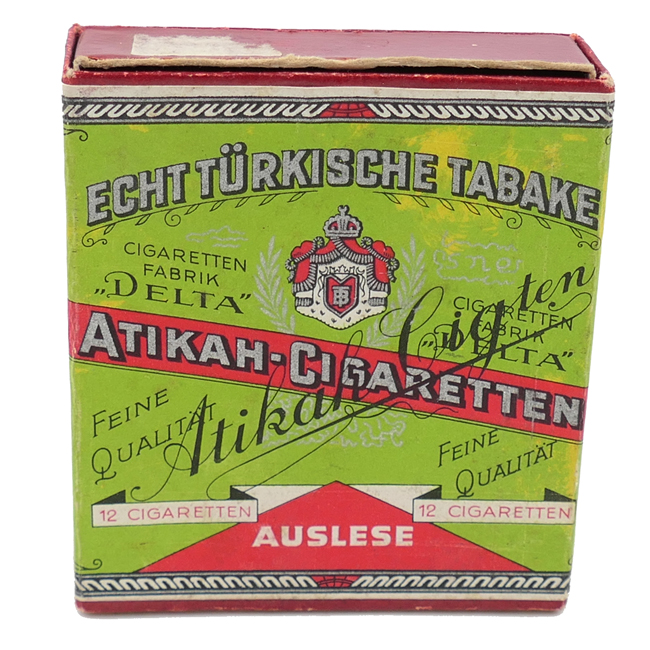 ECHT TÜRKISCHE TABAKE
CIGARETTEN
FABRIK
„DELTA"
CIGARETTEN
FABRIK
„DELTA"
ATIKAH-CIGARETTEN
Atikah Cigten
FEINE
QUALITÄT
FEINE
QUALITÄT
12 CIGARETTEN
12 CIGARETTEN
AUSLESE